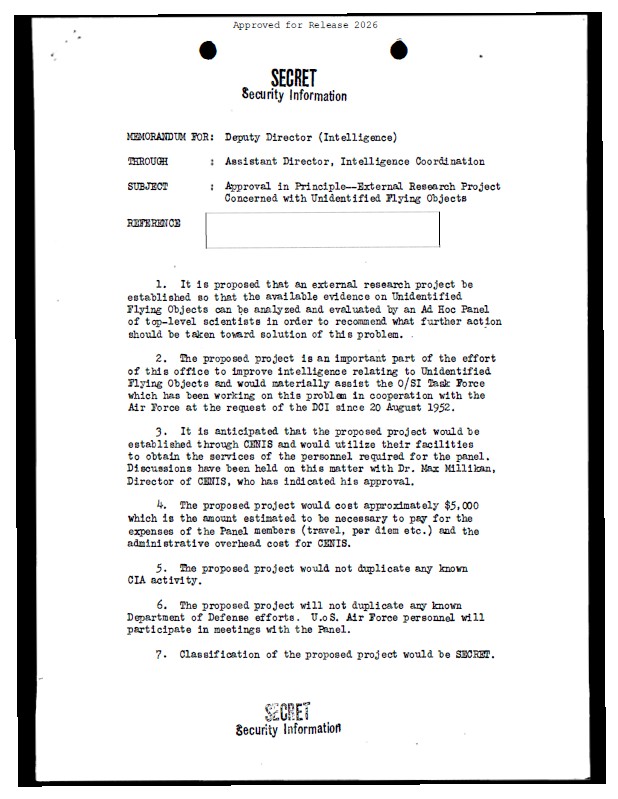 Approved for Release 2026
SECRET
Security Information
MEMORANDUM FOR: Deputy Director (Intelligence)
THROUGH : Assistant Director, Intelligence Coordination
SUBJECT : Approval in Principle--External Research Project
Concerned with Unidentified Flying Objects
REFERENCE
1. It is proposed that an external research project be
established so that the available evidence on Unidentified
Flying Objects can be analyzed and evaluated by an Ad Hoc Panel
of top-level scientists in order to recommend what further action
should be taken toward solution of this problem.
2. The proposed project is an important part of the effort
of this office to improve intelligence relating to Unidentified
Flying Objects and would materially assist the O/SI Task Force
which has been working on this problem in cooperation with the
Air Force at the request of the DCI since 20 August 1952.
3. It is anticipated that the proposed project would be
established through CENIS and would utilize their facilities
to obtain the services of the personnel required for the panel.
Discussions have been held on this matter with Dr. Max Millikan,
Director of CENIS, who has indicated his approval.
4. The proposed project would cost approximately $5,000
which is the amount estimated to be necessary to pay for the
expenses of the Panel members (travel, per diem etc.) and the
administrative overhead cost for CENIS.
5. The proposed project would not duplicate any known
CIA activity.
6. The proposed project will not duplicate any known
Department of Defense efforts. U.oS. Air Force personnel will
participate in meetings with the Panel.
7. Classification of the proposed project would be SECRET.
SECRET
Security Information